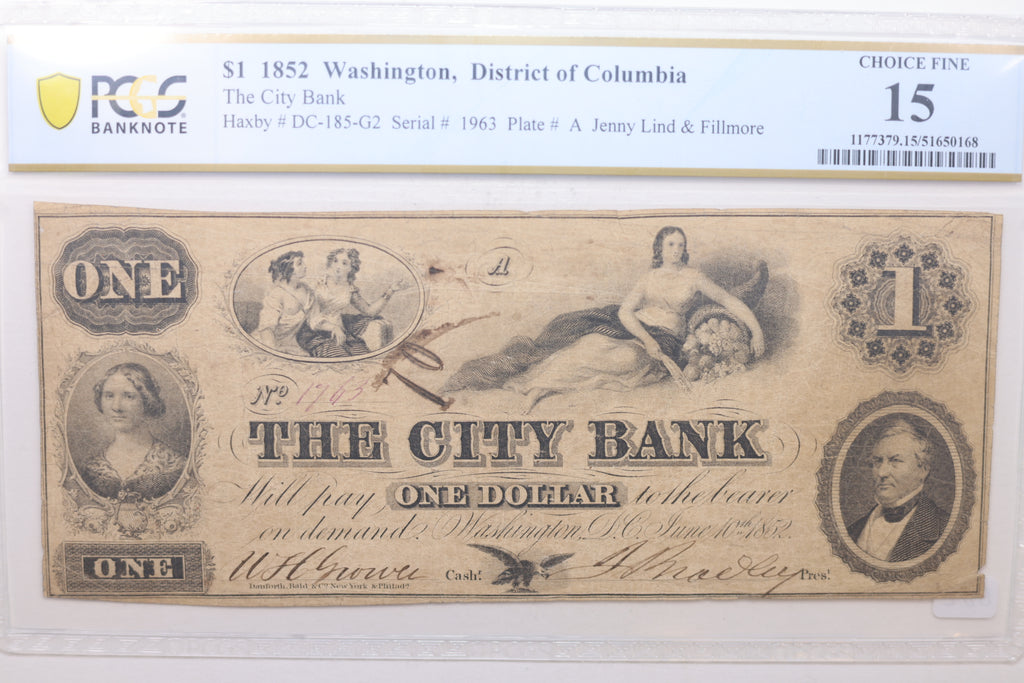 PCGS
BANKNOTE
$1 1852 Washington, District of Columbia
The City Bank
Haxby # DC-185-G2 Serial # 1963 Plate # A Jenny Lind & Fillmore
CHOICE FINE
15
1177379.15/51650168
ONE
A
1
No 1963
THE CITY BANK
Will pay ONE DOLLAR to the bearer
on demand. Washington, D.C. June 10th 1852.
ONE
Cashr.
Presr.
Danforth, Bald & Co. New York & Philada.